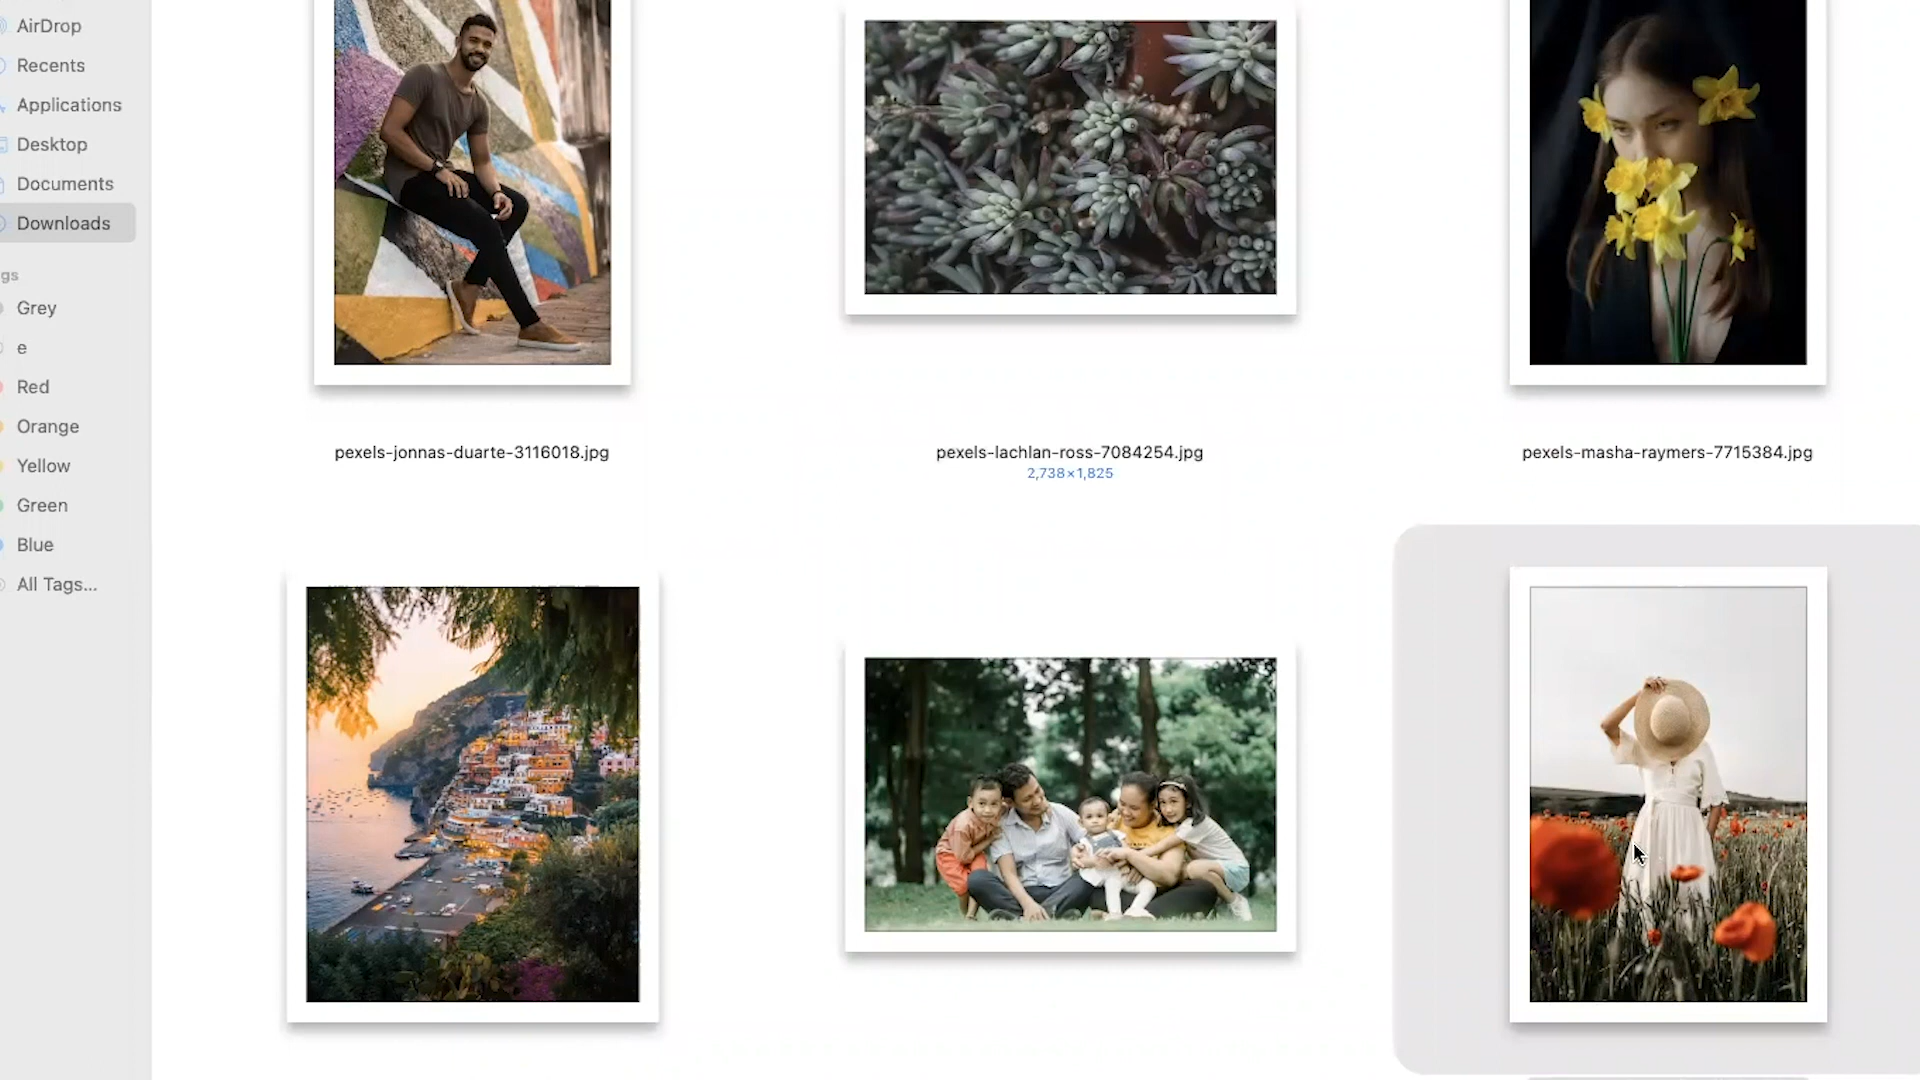 AirDrop
Recents
Applications
Desktop
Documents
Downloads
gs
Grey
e
Red
Orange
Yellow
Green
Blue
All Tags...
pexels-jonnas-duarte-3116018.jpg
pexels-lachlan-ross-7084254.jpg
2,738×1,825
pexels-masha-raymers-7715384.jpg